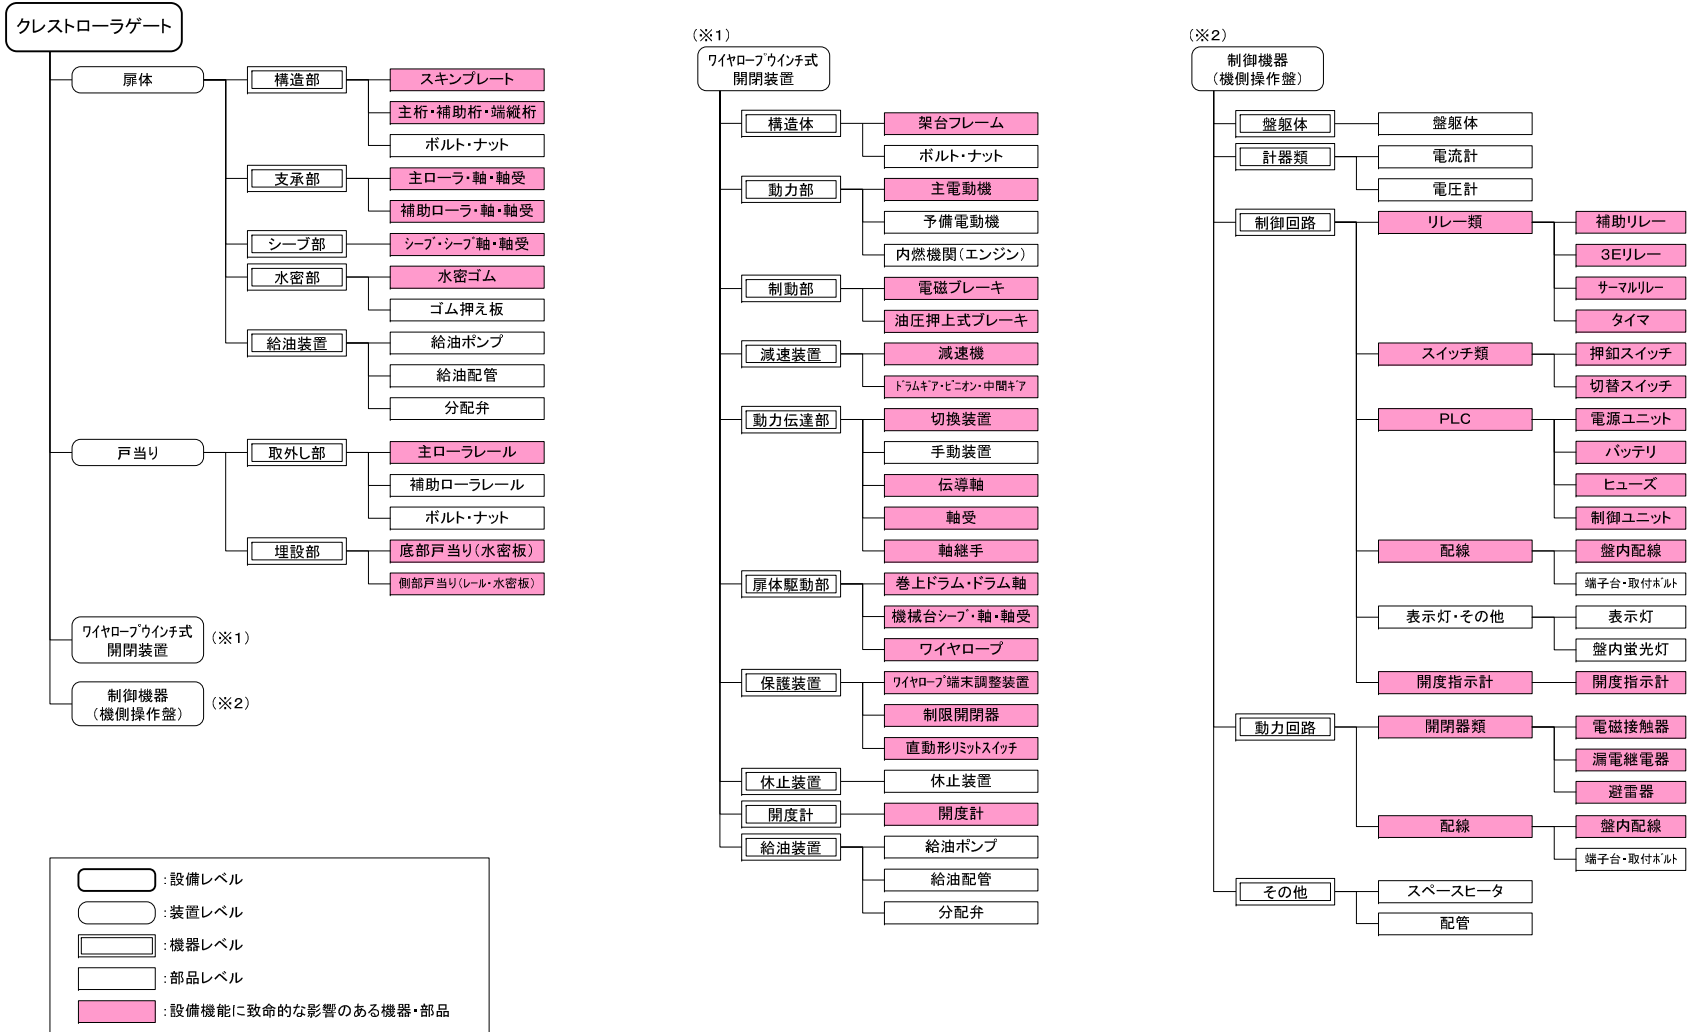 クレストローラゲート
扉体
構造部
スキンプレート
主桁・補助桁・端縦桁
ボルト・ナット
支承部
主ローラ・軸・軸受
補助ローラ・軸・軸受
シーブ部
シーブ・シーブ軸・軸受
水密部
水密ゴム
ゴム押え板
給油装置
給油ポンプ
給油配管
分配弁
戸当り
取外し部
主ローラレール
補助ローラレール
ボルト・ナット
埋設部
底部戸当り(水密板)
側部戸当り(レール・水密板)
ワイヤロープウインチ式
開閉装置
(※1)
制御機器
(機側操作盤)
(※2)
:設備レベル
:装置レベル
:機器レベル
:部品レベル
:設備機能に致命的な影響のある機器・部品
(※1)
ワイヤロープウインチ式
開閉装置
構造体
架台フレーム
ボルト・ナット
動力部
主電動機
予備電動機
内燃機関(エンジン)
制動部
電磁ブレーキ
油圧押上式ブレーキ
減速装置
減速機
ドラムギア・ピニオン・中間ギア
動力伝達部
切換装置
手動装置
伝導軸
軸受
軸継手
扉体駆動部
巻上ドラム・ドラム軸
機械台シーブ・軸・軸受
ワイヤロープ
保護装置
ワイヤロープ端末調整装置
制限開閉器
直動形リミットスイッチ
休止装置
休止装置
開度計
開度計
給油装置
給油ポンプ
給油配管
分配弁
(※2)
制御機器
(機側操作盤)
盤躯体
盤躯体
計器類
電流計
電圧計
制御回路
リレー類
補助リレー
3Eリレー
サーマルリレー
タイマ
スイッチ類
押釦スイッチ
切替スイッチ
PLC
電源ユニット
バッテリ
ヒューズ
制御ユニット
配線
盤内配線
端子台・取付ボルト
表示灯・その他
表示灯
盤内蛍光灯
開度指示計
開度指示計
動力回路
開閉器類
電磁接触器
漏電継電器
避雷器
配線
盤内配線
端子台・取付ボルト
その他
スペースヒータ
配管